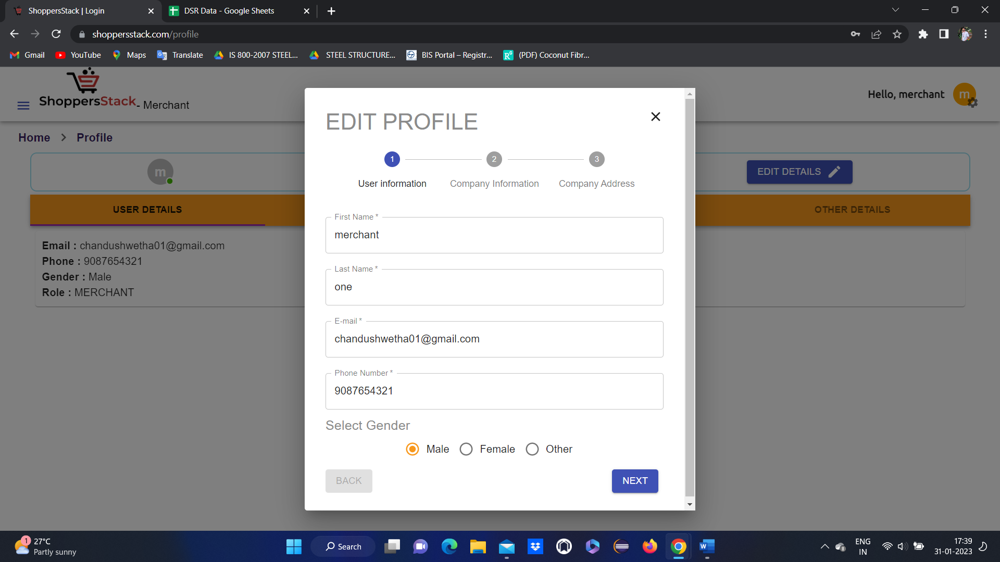 ShoppersStack | Login
DSR Data - Google Sheets
shoppersstack.com/profile
Gmail
YouTube
Maps
Translate
IS 800-2007 STEEL...
STEEL STRUCTURE...
BIS Portal – Registr...
(PDF) Coconut Fibr...
ShoppersStack - Merchant
Hello, merchant
m
Home > Profile
m
EDIT DETAILS
USER DETAILS
OTHER DETAILS
Email : chandushwetha01@gmail.com
Phone : 9087654321
Gender : Male
Role : MERCHANT
EDIT PROFILE
1
2
3
User information
Company Information
Company Address
First Name *
merchant
Last Name *
one
E-mail *
chandushwetha01@gmail.com
Phone Number *
9087654321
Select Gender
Male
Female
Other
BACK
NEXT
1
27°C
Partly sunny
Search
ENG
IN
17:39
31-01-2023